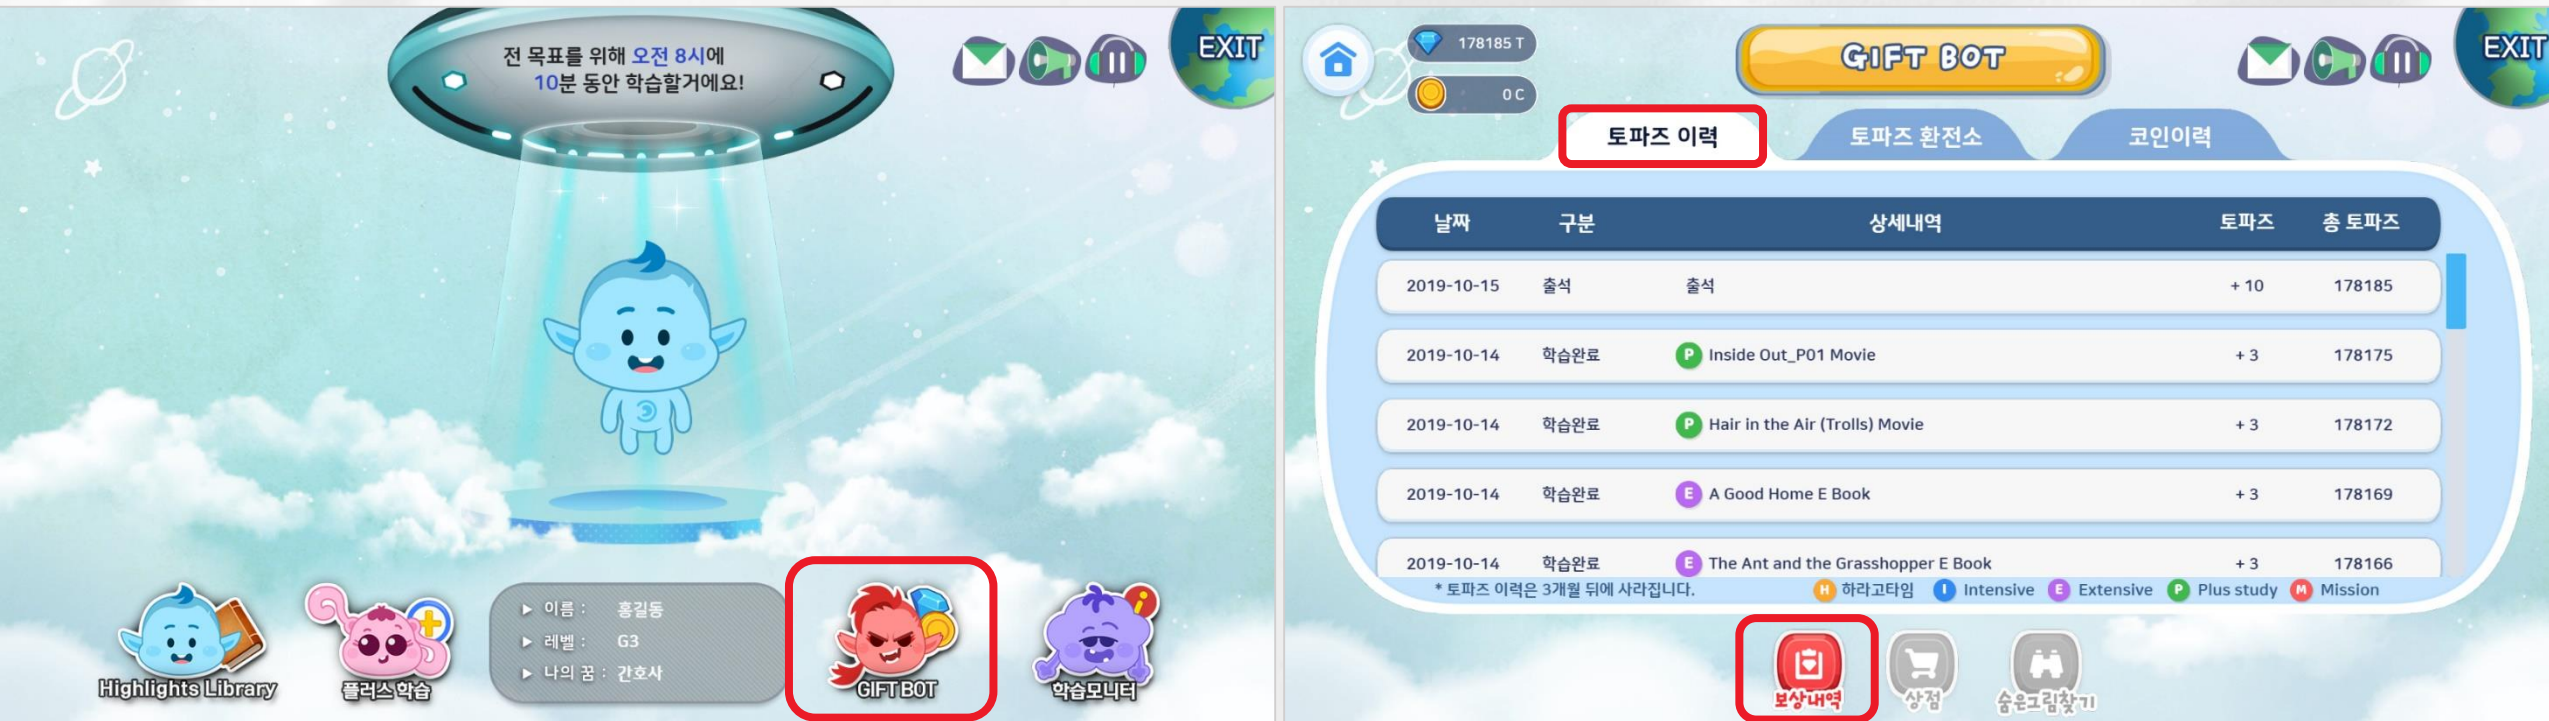 전 목표를 위해 오전 8시에
10분 동안 학습할거에요!
EXIT
Highlights Library
플러스학습
▶ 이름 : 홍길동
▶ 레벨 : G3
▶ 나의 꿈 : 간호사
GIFT BOT
학습모니터
178185 T
0 C
GIFT BOT
EXIT
토파즈 이력
토파즈 환전소
코인이력
날짜 구분 상세내역 토파즈 총 토파즈
2019-10-15 출석 출석 + 10 178185
2019-10-14 학습완료 P Inside Out_P01 Movie + 3 178175
2019-10-14 학습완료 P Hair in the Air (Trolls) Movie + 3 178172
2019-10-14 학습완료 E A Good Home E Book + 3 178169
2019-10-14 학습완료 E The Ant and the Grasshopper E Book + 3 178166
* 토파즈 이력은 3개월 뒤에 사라집니다. H 하라고타임 I Intensive E Extensive P Plus study M Mission
보상내역
상점
숨은그림찾기